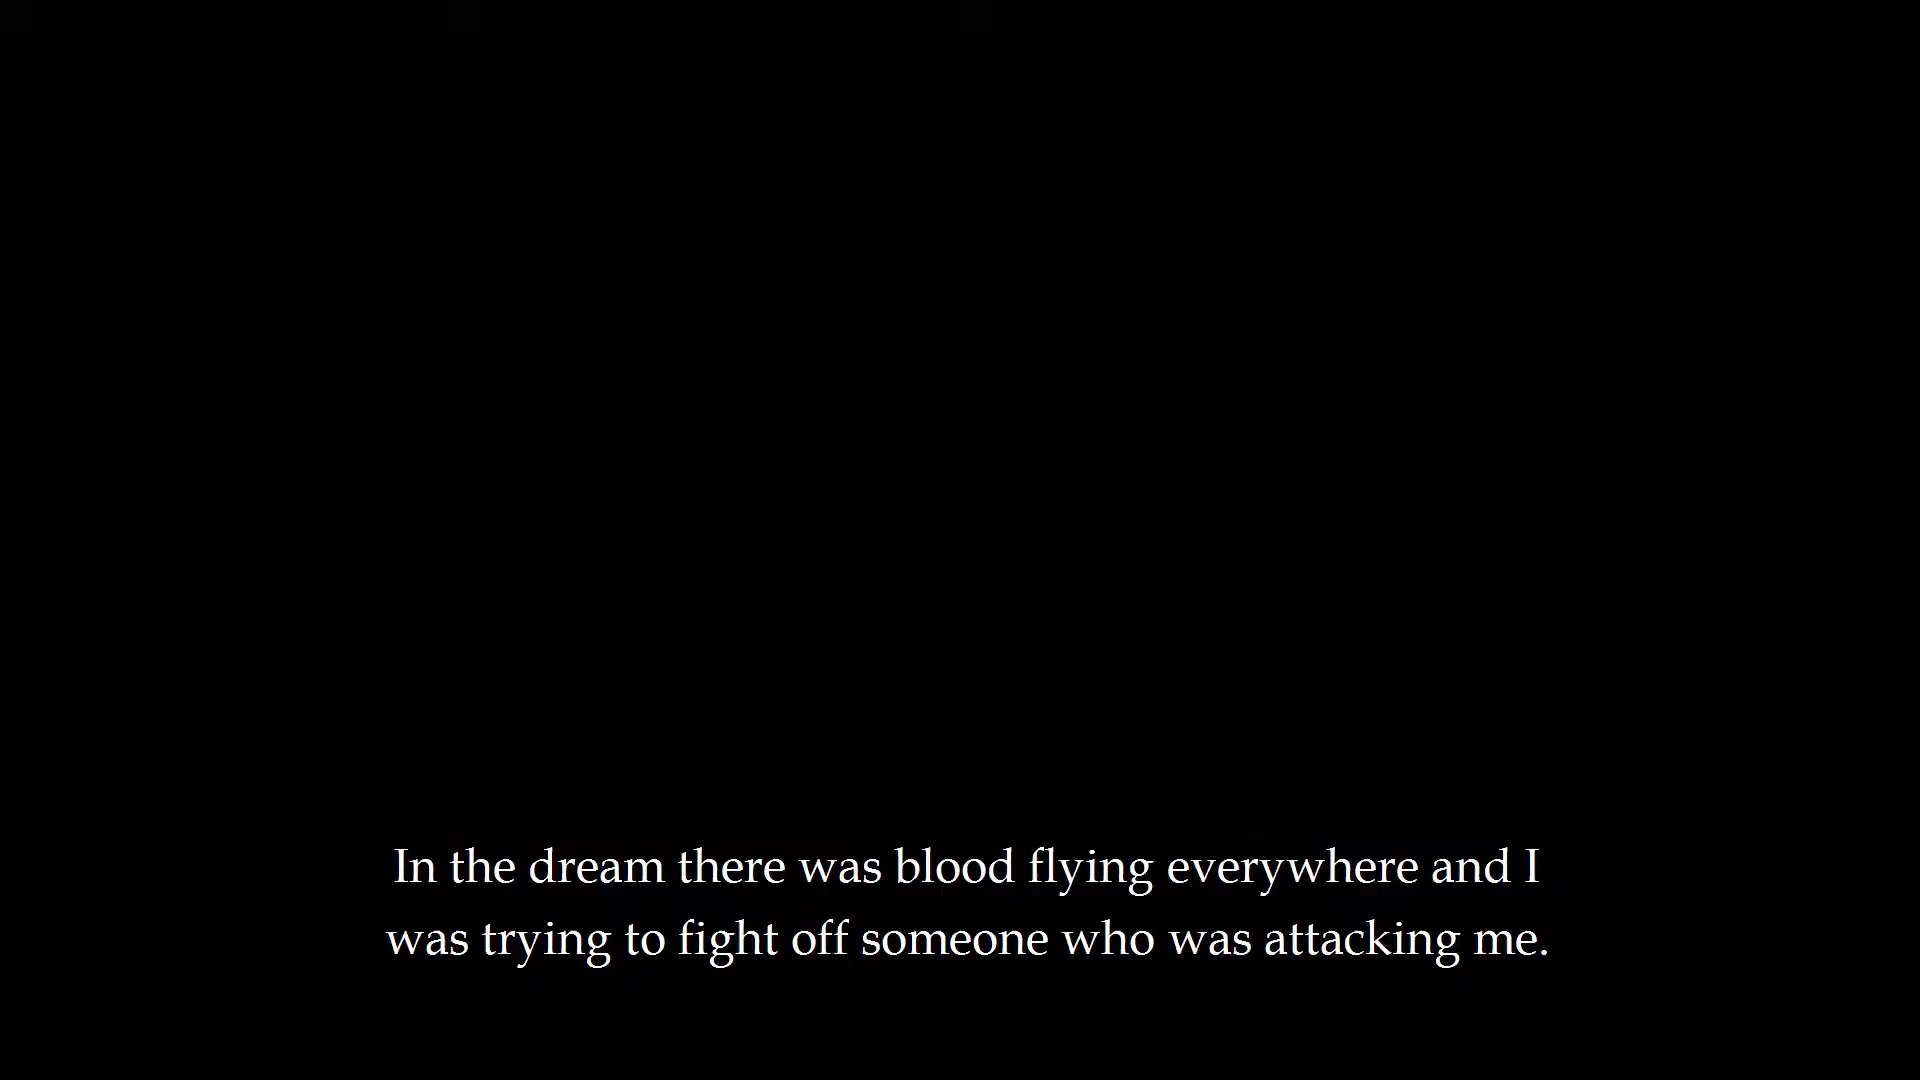 In the dream there was blood flying everywhere and I
was trying to fight off someone who was attacking me.